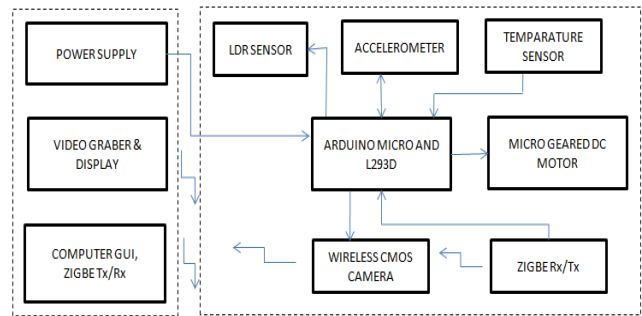 POWER SUPPLY
LDR SENSOR
ACCELEROMETER
TEMPARATURE
SENSOR
VIDEO GRABER &
DISPLAY
ARDUINO MICRO AND
L293D
MICRO GEARED DC
MOTOR
COMPUTER GUI,
ZIGBE Tx/Rx
WIRELESS CMOS
CAMERA
ZIGBE Rx/Tx